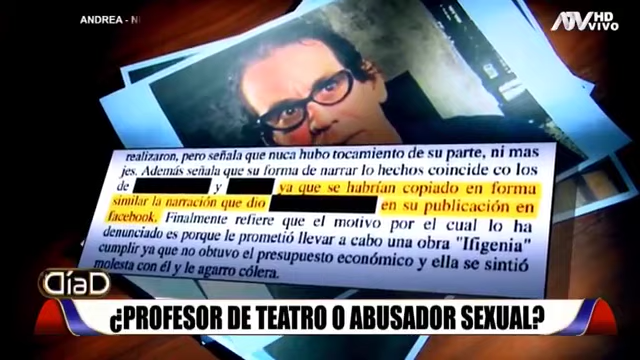 ANDREA - N
ATV HD
VIVO
realizaron, pero señala que nuca hubo tocamiento de su parte, ni mas
jes. Además señala que su forma de narrar lo hechos coincide co los
de y ya que se habrían copiado en forma
similar la narración que dio en su publicación en
facebook. Finalmente refiere que el motivo por el cual lo ha
denunciado es porque le prometió llevar a cabo una obra "Ifigenia"
cumplir ya que no obtuvo el presupuesto económico y ella se sintió
molesta con él y le agarro cólera.
DíaD
¿PROFESOR DE TEATRO O ABUSADOR SEXUAL?